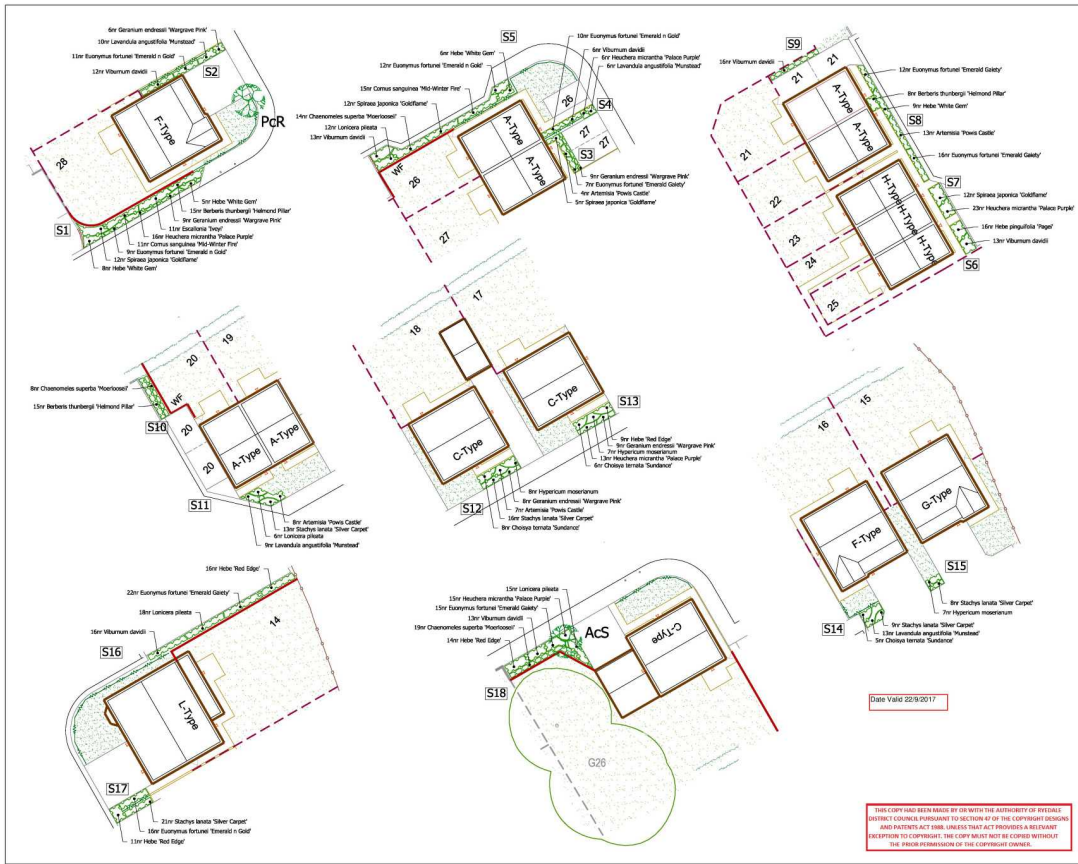 6nr Geranium endressii 'Wargrave Pink'
10nr Lavandula angustifolia 'Munstead'
11nr Euonymus fortunei 'Emerald n Gold'
12nr Viburnum davidii
S2
F-Type
PcR
28
S1
5nr Hebe 'White Gem'
15nr Berberis thunbergii 'Helmond Pillar'
9nr Geranium endressii 'Wargrave Pink'
11nr Escallonia 'Iveyi'
16nr Heuchera micrantha 'Palace Purple'
11nr Cornus sanguinea 'Mid-Winter Fire'
9nr Euonymus fortunei 'Emerald n Gold'
12nr Spiraea japonica 'Goldflame'
8nr Hebe 'White Gem'
S5
10nr Euonymus fortunei 'Emerald n Gold'
6nr Viburnum davidii
6nr Heuchera micrantha 'Palace Purple'
6nr Lavandula angustifolia 'Munstead'
6nr Hebe 'White Gem'
12nr Euonymus fortunei 'Emerald n Gold'
15nr Cornus sanguinea 'Mid-Winter Fire'
12nr Spiraea japonica 'Goldflame'
14nr Chaenomeles superba 'Moerloosei'
12nr Lonicera pileata
13nr Viburnum davidii
WF
26
27
A-Type
A-Type
26
27
27
S4
S3
9nr Geranium endressii 'Wargrave Pink'
7nr Euonymus fortunei 'Emerald Gaiety'
4nr Artemisia 'Powis Castle'
5nr Spiraea japonica 'Goldflame'
S9
16nr Viburnum davidii
21
21
21
22
23
24
25
A-Type
A-Type
H-Type
H-Type
H-Type
12nr Euonymus fortunei 'Emerald Gaiety'
8nr Berberis thunbergii 'Helmond Pillar'
9nr Hebe 'White Gem'
S8
13nr Artemisia 'Powis Castle'
16nr Euonymus fortunei 'Emerald Gaiety'
S7
12nr Spiraea japonica 'Goldflame'
23nr Heuchera micrantha 'Palace Purple'
16nr Hebe pinguifolia 'Pagei'
13nr Viburnum davidii
S6
8nr Chaenomeles superba 'Moerloosei'
15nr Berberis thunbergii 'Helmond Pillar'
S10
WF
20
19
20
20
A-Type
A-Type
S11
8nr Artemisia 'Powis Castle'
13nr Stachys lanata 'Silver Carpet'
6nr Lonicera pileata
9nr Lavandula angustifolia 'Munstead'
17
18
C-Type
C-Type
S13
9nr Hebe 'Red Edge'
9nr Geranium endressii 'Wargrave Pink'
7nr Hypericum moserianum
13nr Heuchera micrantha 'Palace Purple'
6nr Choisya ternata 'Sundance'
S12
8nr Hypericum moserianum
8nr Geranium endressii 'Wargrave Pink'
7nr Artemisia 'Powis Castle'
16nr Stachys lanata 'Silver Carpet'
8nr Choisya ternata 'Sundance'
15
16
G-Type
F-Type
S15
8nr Stachys lanata 'Silver Carpet'
7nr Hypericum moserianum
S14
9nr Stachys lanata 'Silver Carpet'
13nr Lavandula angustifolia 'Munstead'
5nr Choisya ternata 'Sundance'
16nr Hebe 'Red Edge'
22nr Euonymus fortunei 'Emerald Gaiety'
18nr Lonicera pileata
16nr Viburnum davidii
S16
14
L-Type
S17
21nr Stachys lanata 'Silver Carpet'
16nr Euonymus fortunei 'Emerald n Gold'
11nr Hebe 'Red Edge'
15nr Lonicera pileata
15nr Heuchera micrantha 'Palace Purple'
15nr Euonymus fortunei 'Emerald Gaiety'
13nr Viburnum davidii
19nr Chaenomeles superba 'Moerloosei'
14nr Hebe 'Red Edge'
AcS
C-Type
S18
G26
Date Valid 22/9/2017
THIS COPY HAD BEEN MADE BY OR WITH THE AUTHORITY OF RYEDALE
DISTRICT COUNCIL PURSUANT TO SECTION 47 OF THE COPYRIGHT DESIGNS
AND PATENTS ACT 1988. UNLESS THAT ACT PROVIDES A RELEVANT
EXCEPTION TO COPYRIGHT. THE COPY MUST NOT BE COPIED WITHOUT
THE PRIOR PERMISSION OF THE COPYRIGHT OWNER.